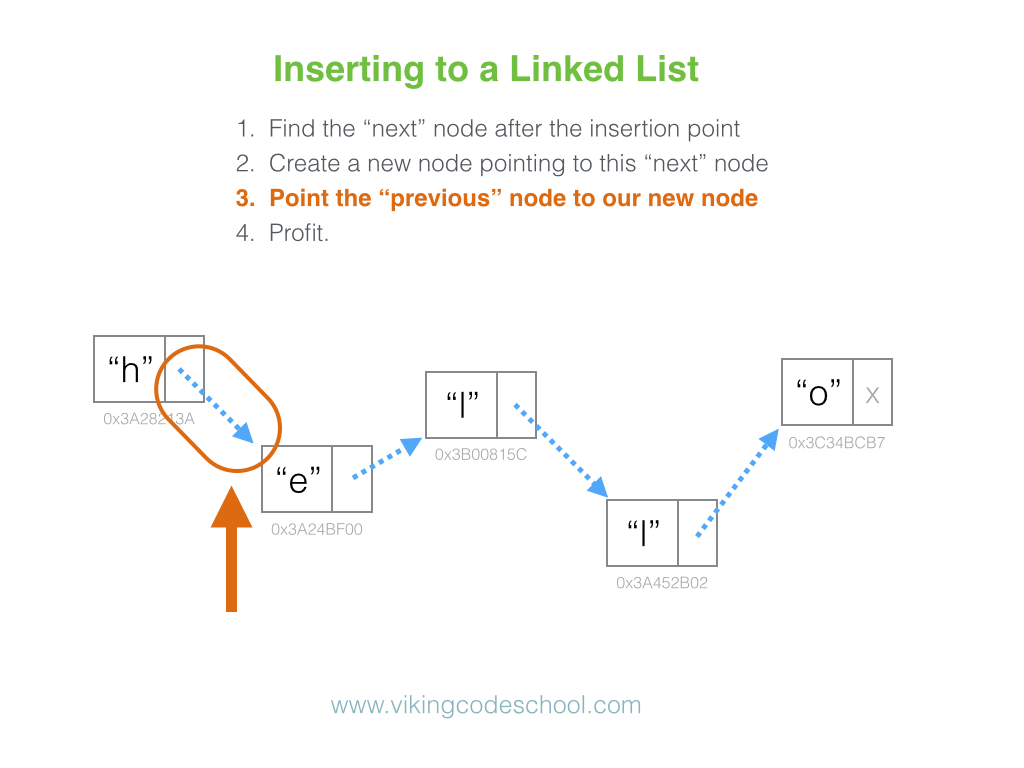 Inserting to a Linked List
1. Find the “next” node after the insertion point
2. Create a new node pointing to this “next” node
3. Point the “previous” node to our new node
4. Profit.
“h”
0x3A28213A
“e”
0x3A24BF00
“l”
0x3B00815C
“l”
0x3A452B02
“o” X
0x3C34BCB7
www.vikingcodeschool.com